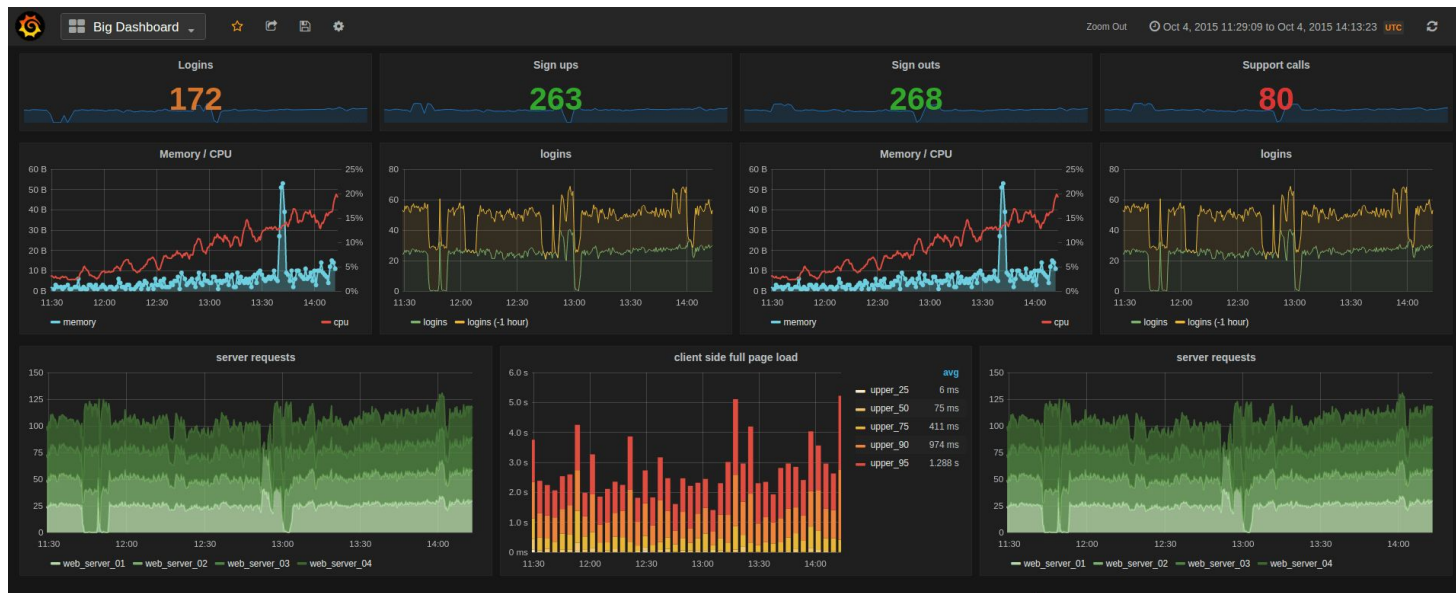 Big Dashboard
Zoom Out
Oct 4, 2015 11:29:09 to Oct 4, 2015 14:13:23 UTC
Logins
172
Sign ups
263
Sign outs
268
Support calls
80
Memory / CPU
60 B
50 B
40 B
30 B
20 B
10 B
0 B
25%
20%
15%
10%
5%
0%
11:30 12:00 12:30 13:00 13:30 14:00
memory cpu
logins
80
60
40
20
0
11:30 12:00 12:30 13:00 13:30 14:00
logins logins (-1 hour)
Memory / CPU
60 B
50 B
40 B
30 B
20 B
10 B
0 B
25%
20%
15%
10%
5%
0%
11:30 12:00 12:30 13:00 13:30 14:00
memory cpu
logins
80
60
40
20
0
11:30 12:00 12:30 13:00 13:30 14:00
logins logins (-1 hour)
server requests
150
125
100
75
50
25
0
11:30 12:00 12:30 13:00 13:30 14:00
web_server_01 web_server_02 web_server_03 web_server_04
client side full page load
6.0 s
5.0 s
4.0 s
3.0 s
2.0 s
1.0 s
0 ms
11:30 12:00 12:30 13:00 13:30 14:00
avg
upper_25 6 ms
upper_50 75 ms
upper_75 411 ms
upper_90 974 ms
upper_95 1.288 s
server requests
150
125
100
75
50
25
0
11:30 12:00 12:30 13:00 13:30 14:00
web_server_01 web_server_02 web_server_03 web_server_04